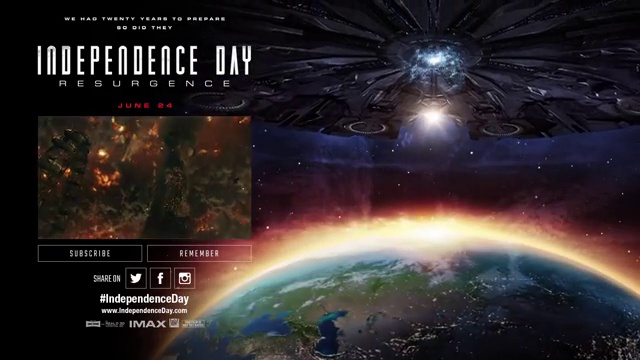 WE HAD TWENTY YEARS TO PREPARE
SO DID THEY
INDEPENDENCE DAY
RESURGENCE
JUNE 24
SUBSCRIBE
REMEMBER
SHARE ON
#IndependenceDay
www.IndependenceDay.com
IMAX